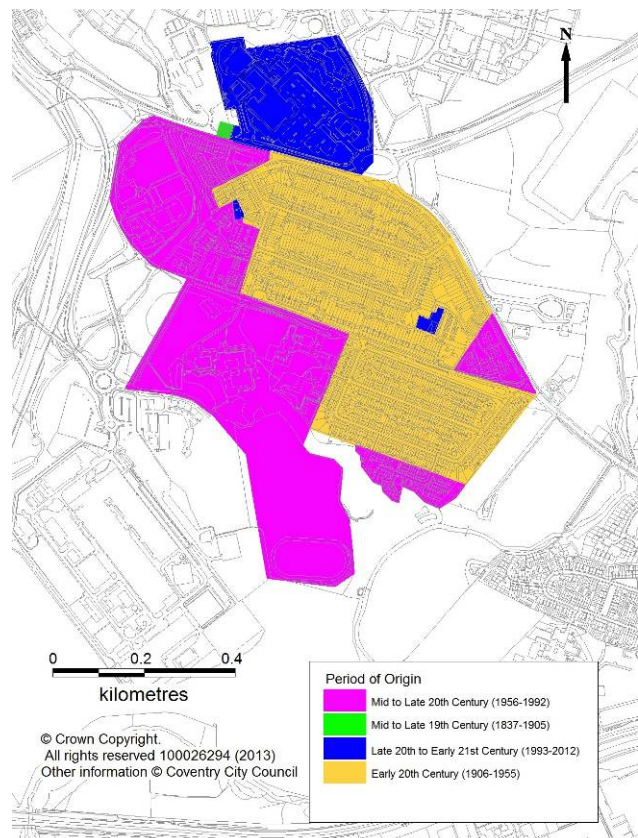 N
0 0.2 0.4
kilometres
© Crown Copyright.
All rights reserved 100026294 (2013)
Other information © Coventry City Council
Period of Origin
Mid to Late 20th Century (1956-1992)
Mid to Late 19th Century (1837-1905)
Late 20th to Early 21st Century (1993-2012)
Early 20th Century (1906-1955)